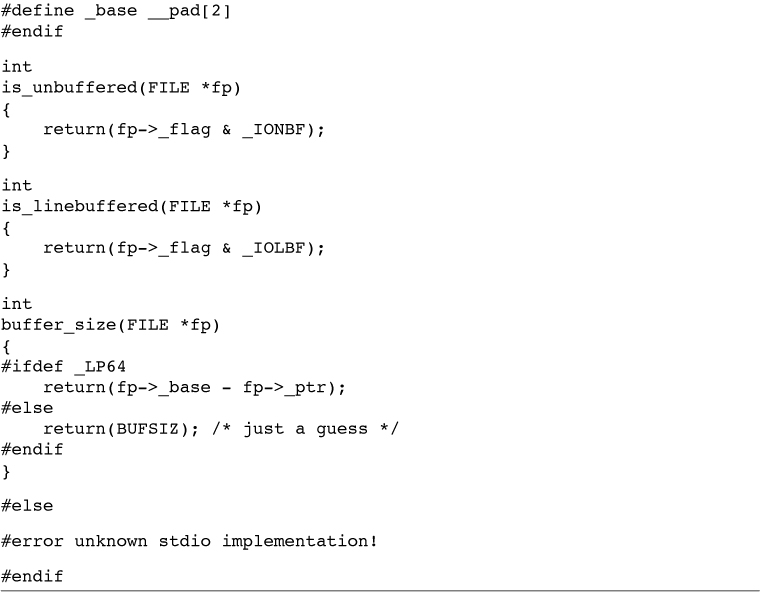 #define _base __pad[2]
#endif
int
is_unbuffered(FILE *fp)
{
    return(fp->_flag & _IONBF);
}
int
is_linebuffered(FILE *fp)
{
    return(fp->_flag & _IOLBF);
}
int
buffer_size(FILE *fp)
{
#ifdef _LP64
    return(fp->_base - fp->_ptr);
#else
    return(BUFSIZ); /* just a guess */
#endif
}
#else
#error unknown stdio implementation!
#endif